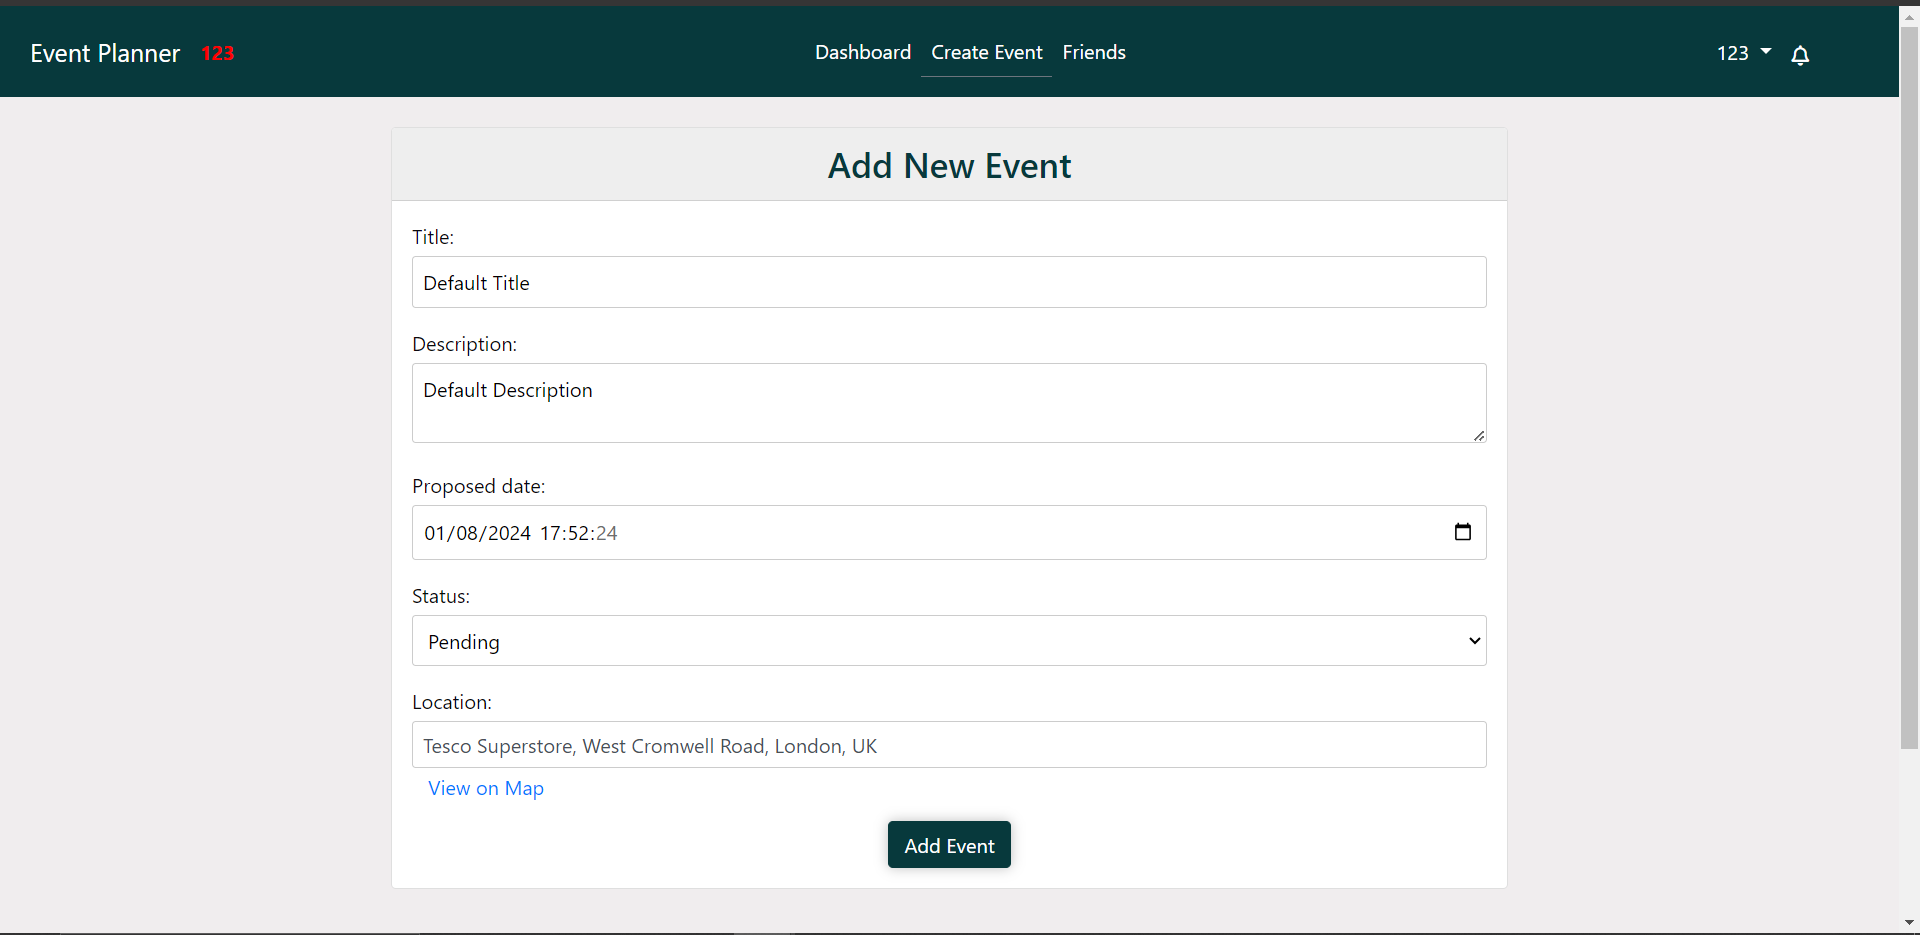 Event Planner 123 Dashboard Create Event Friends 123
Add New Event
Title:
Default Title
Description:
Default Description
Proposed date:
01/08/2024 17:52:24
Status:
Pending
Location:
Tesco Superstore, West Cromwell Road, London, UK
View on Map
Add Event